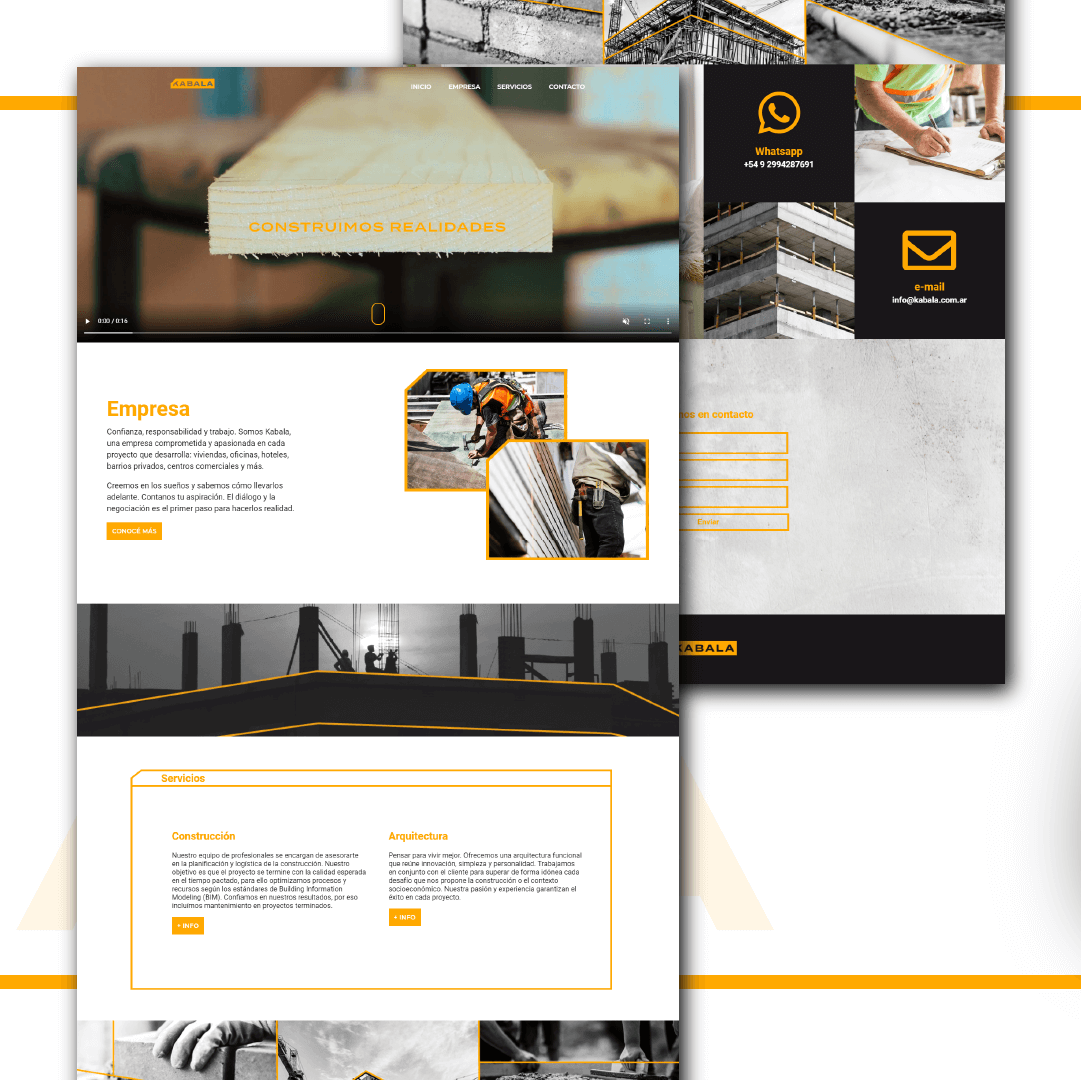 KABALA
INICIO EMPRESA SERVICIOS CONTACTO
CONSTRUIMOS REALIDADES
0:00 / 0:16
Empresa
Confianza, responsabilidad y trabajo. Somos Kabala,
una empresa comprometida y apasionada en cada
proyecto que desarrolla: viviendas, oficinas, hoteles,
barrios privados, centros comerciales y más.
Creemos en los sueños y sabemos cómo llevarlos
adelante. Contanos tu aspiración. El diálogo y la
negociación es el primer paso para hacerlos realidad.
CONOCÉ MÁS
Servicios
Construcción
Nuestro equipo de profesionales se encargan de asesorarte
en la planificación y logística de la construcción. Nuestro
objetivo es que el proyecto se termine con la calidad esperada
en el tiempo pactado, para ello optimizamos procesos y
recursos según los estándares de Building Information
Modeling (BIM). Confiamos en nuestros resultados, por eso
incluímos mantenimiento en proyectos terminados.
+ INFO
Arquitectura
Pensar para vivir mejor. Ofrecemos una arquitectura funcional
que reúne innovación, simpleza y personalidad. Trabajamos
en conjunto con el cliente para superar de forma idónea cada
desafío que nos propone la construcción o el contexto
socioeconómico. Nuestra pasión y experiencia garantizan el
éxito en cada proyecto.
+ INFO
Whatsapp
+54 9 2994287691
e-mail
info@kabala.com.ar
nos en contacto
Enviar
KABALA